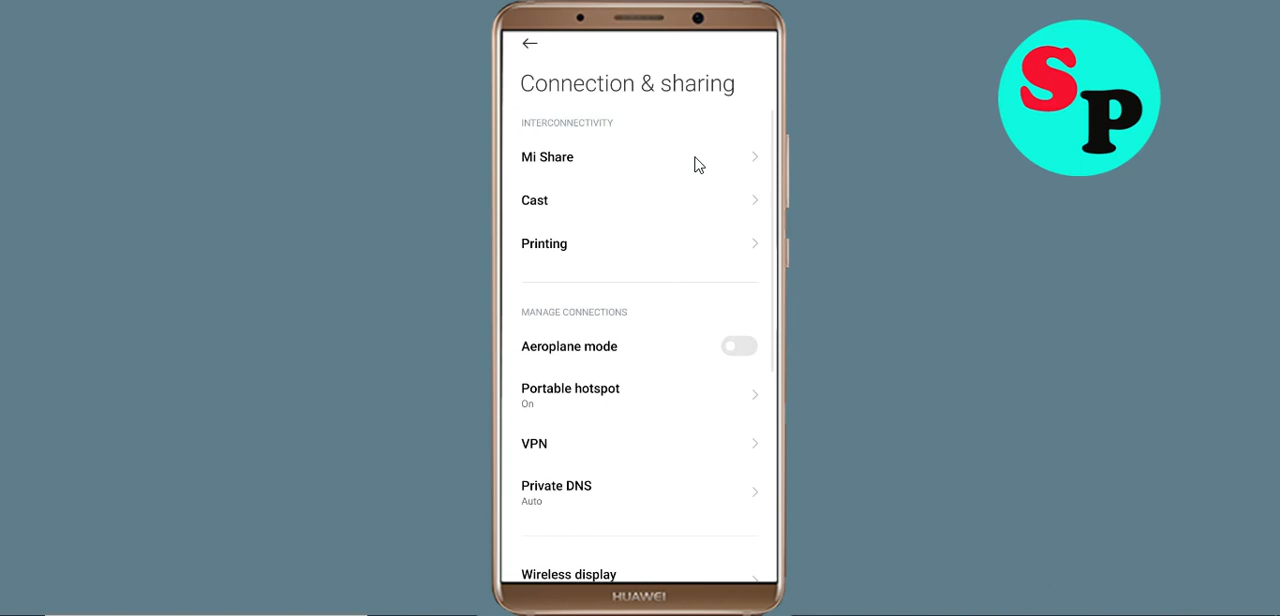 Connection & sharing
INTERCONNECTIVITY
Mi Share
Cast
Printing
MANAGE CONNECTIONS
Aeroplane mode
Portable hotspot
On
VPN
Private DNS
Auto
Wireless display
HUAWEI
SP